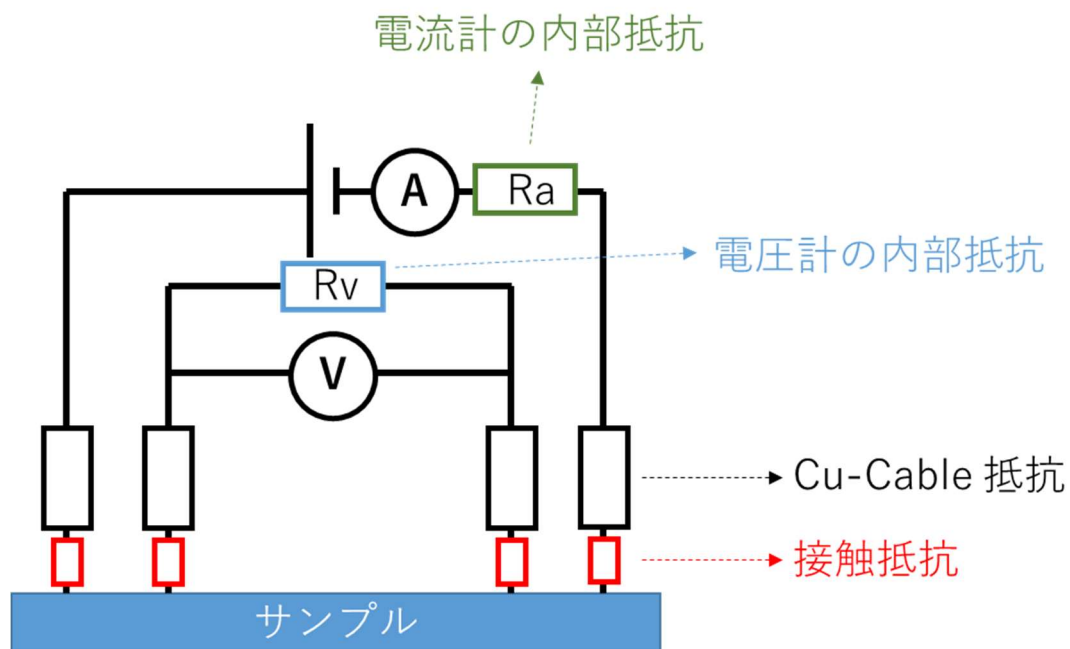 電流計の内部抵抗
A
Ra
電圧計の内部抵抗
Rv
V
Cu-Cable 抵抗
接触抵抗
サンプル